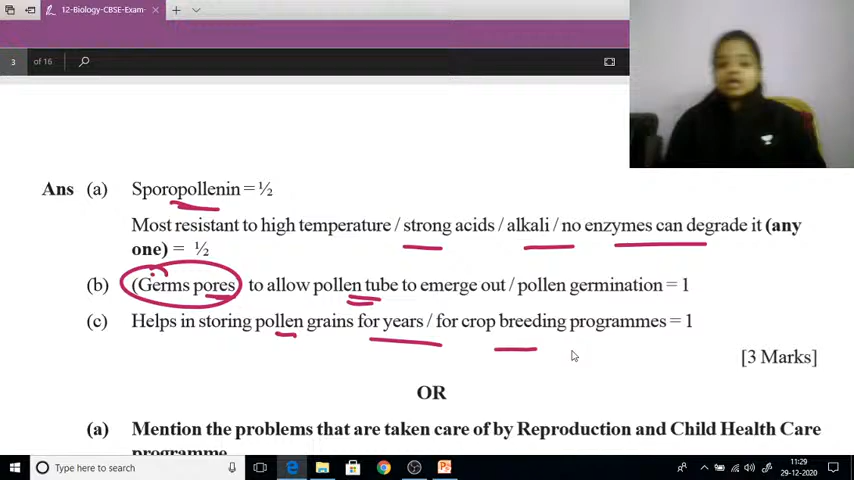 12-Biology-CBSE-Exam-
3 of 16
Ans (a) Sporopollenin = ½
Most resistant to high temperature / strong acids / alkali / no enzymes can degrade it (any
one) = ½
(b) (Germs pores to allow pollen tube to emerge out / pollen germination = 1
(c) Helps in storing pollen grains for years / for crop breeding programmes = 1
[3 Marks]
OR
(a) Mention the problems that are taken care of by Reproduction and Child Health Care
programme.
Type here to search
11:29
29-12-2020